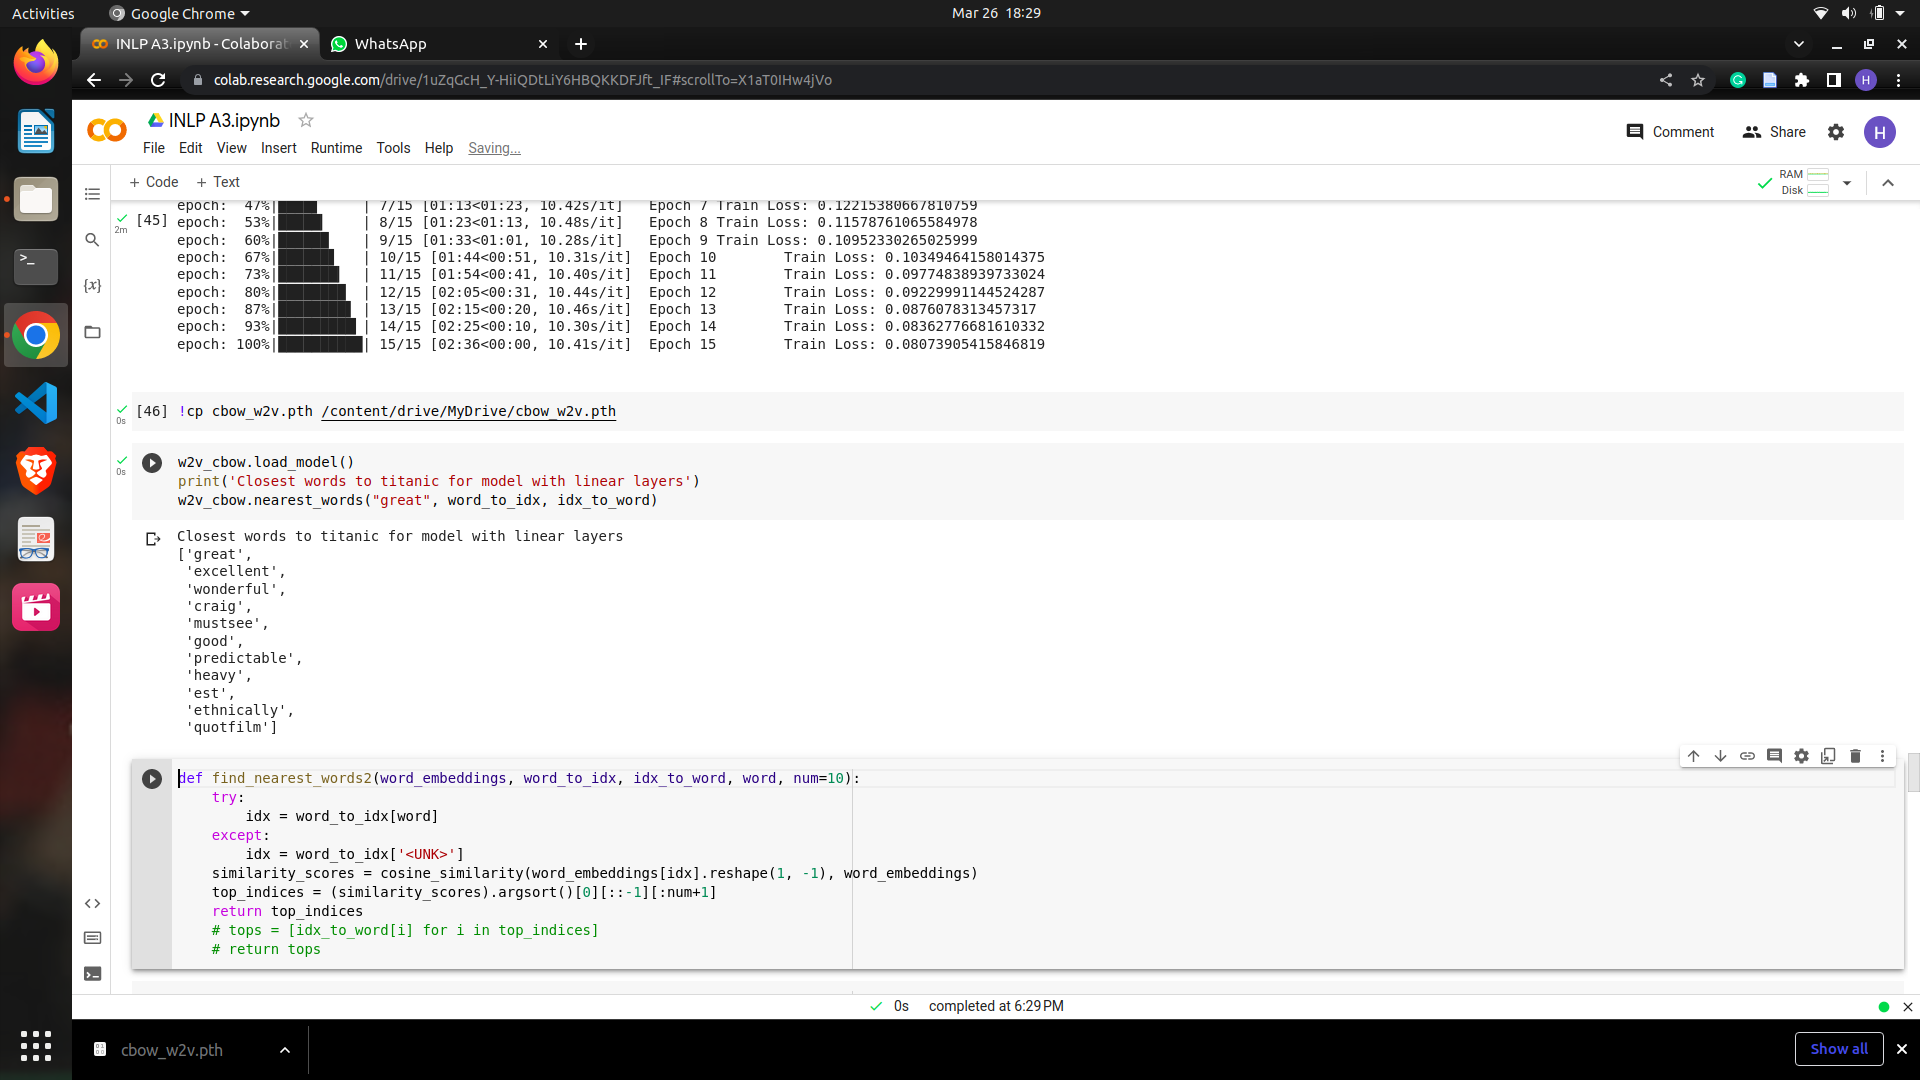 Activities
Google Chrome
Mar 26 18:29
INLP A3.ipynb - Colaborat
WhatsApp
colab.research.google.com/drive/1uZqGcH_Y-HiiQDtLiY6HBQKKDFJft_IF#scrollTo=X1aT0IHw4jVo
H
INLP A3.ipynb
Comment
Share
H
File Edit View Insert Runtime Tools Help Saving...
+ Code + Text
RAM
Disk
epoch: 47%| | 7/15 [01:13<01:23, 10.42s/it] Epoch 7 Train Loss: 0.12215380667810759
[45]
2m
epoch: 53%| | 8/15 [01:23<01:13, 10.48s/it] Epoch 8 Train Loss: 0.11578761065584978
epoch: 60%| | 9/15 [01:33<01:01, 10.28s/it] Epoch 9 Train Loss: 0.10952330265025999
epoch: 67%| | 10/15 [01:44<00:51, 10.31s/it] Epoch 10 Train Loss: 0.10349464158014375
epoch: 73%| | 11/15 [01:54<00:41, 10.40s/it] Epoch 11 Train Loss: 0.09774838939733024
epoch: 80%| | 12/15 [02:05<00:31, 10.44s/it] Epoch 12 Train Loss: 0.09229991144524287
epoch: 87%| | 13/15 [02:15<00:20, 10.46s/it] Epoch 13 Train Loss: 0.0876078313457317
epoch: 93%| | 14/15 [02:25<00:10, 10.30s/it] Epoch 14 Train Loss: 0.08362776681610332
epoch: 100%| | 15/15 [02:36<00:00, 10.41s/it] Epoch 15 Train Loss: 0.08073905415846819
[46] !cp cbow_w2v.pth /content/drive/MyDrive/cbow_w2v.pth
0s
w2v_cbow.load_model()
0s
print('Closest words to titanic for model with linear layers')
w2v_cbow.nearest_words("great", word_to_idx, idx_to_word)
Closest words to titanic for model with linear layers
['great',
'excellent',
'wonderful',
'craig',
'mustsee',
'good',
'predictable',
'heavy',
'est',
'ethnically',
'quotfilm']
def find_nearest_words2(word_embeddings, word_to_idx, idx_to_word, word, num=10):
try:
idx = word_to_idx[word]
except:
idx = word_to_idx['<UNK>']
similarity_scores = cosine_similarity(word_embeddings[idx].reshape(1, -1), word_embeddings)
top_indices = (similarity_scores).argsort()[0][::-1][:num+1]
return top_indices
# tops = [idx_to_word[i] for i in top_indices]
# return tops
0s completed at 6:29 PM
cbow_w2v.pth
Show all